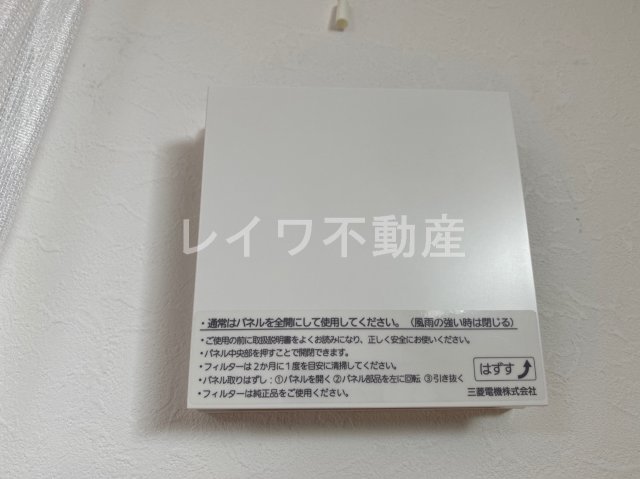 レイワ不動産
・通常はパネルを全開にして使用してください。（風雨の強い時は閉じる）
・ご使用の前に取扱説明書をよくお読みになり、正しく安全にお使いください。
・パネル中央部を押すことで開閉できます。
・フィルターは２か月に１度を目安に清掃してください。
・パネル取りはずし：①パネルを開く ②パネル部品を左に回転 ③引き抜く
・フィルターは純正品をご使用ください。
はずす
三菱電機株式会社